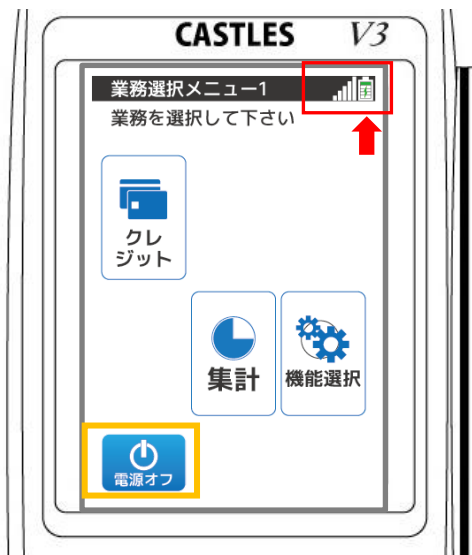 CASTLES V3
業務選択メニュー1
業務を選択して下さい
クレ
ジット
集計
機能選択
電源オフ